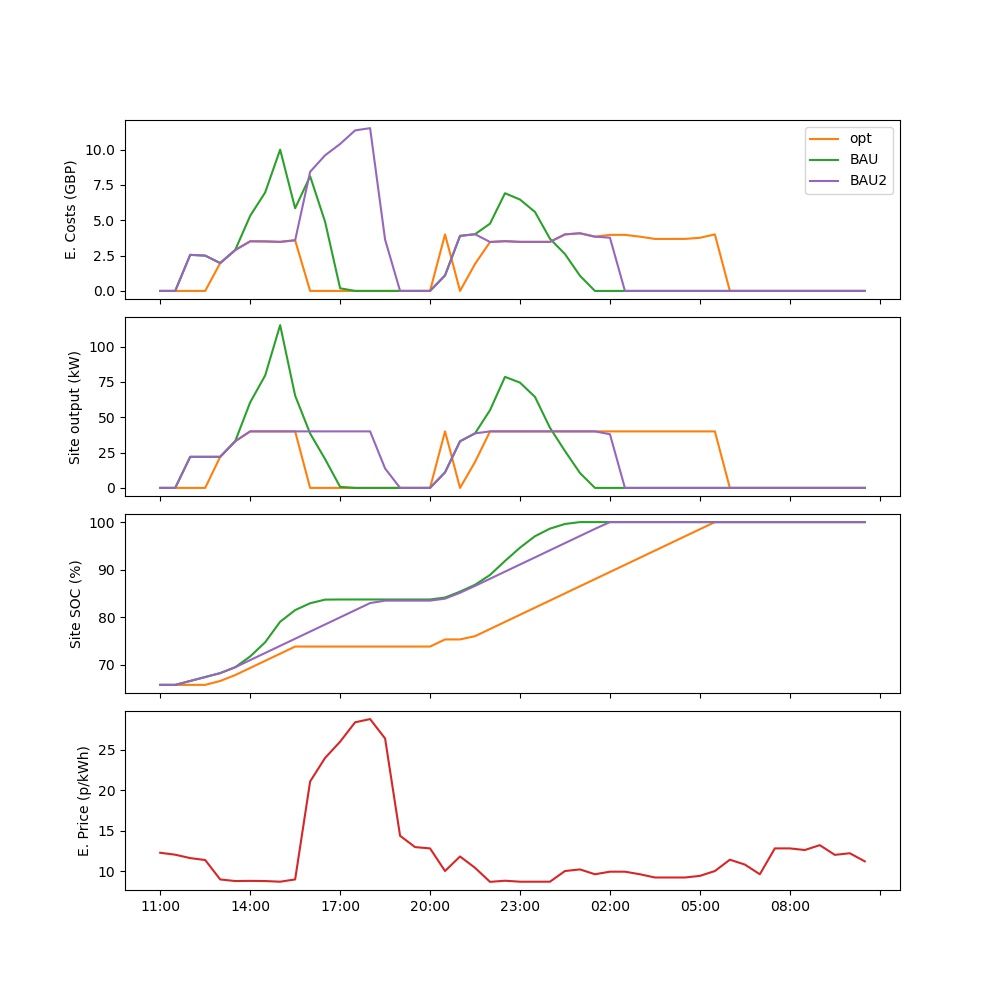 E. Costs (GBP)
10.0
7.5
5.0
2.5
0.0
opt
BAU
BAU2
Site output (kW)
100
75
50
25
0
Site SOC (%)
100
90
80
70
E. Price (p/kWh)
25
20
15
10
11:00 14:00 17:00 20:00 23:00 02:00 05:00 08:00